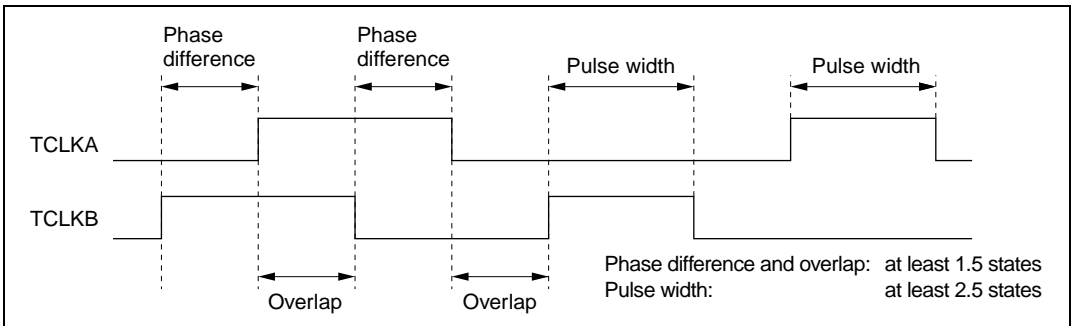 Phase
difference
Phase
difference
Pulse width
Pulse width
TCLKA
TCLKB
Overlap
Overlap
Phase difference and overlap: at least 1.5 states
Pulse width: at least 2.5 states